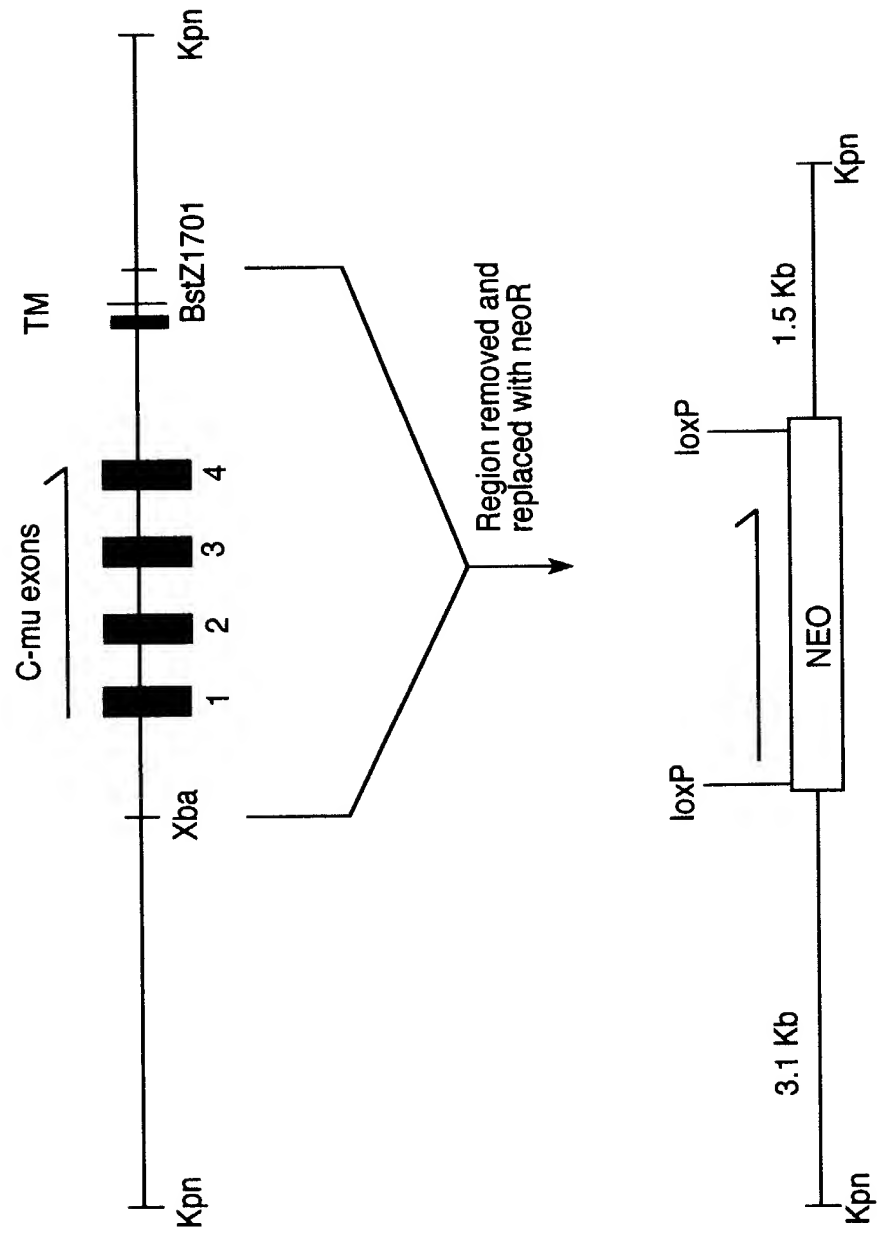 C-mu exons
TM
1
2
3
4
Kpn
Xba
BstZ1701
Kpn
Region removed and
replaced with neoR
loxP
loxP
3.1 Kb
NEO
1.5 Kb
Kpn
Kpn